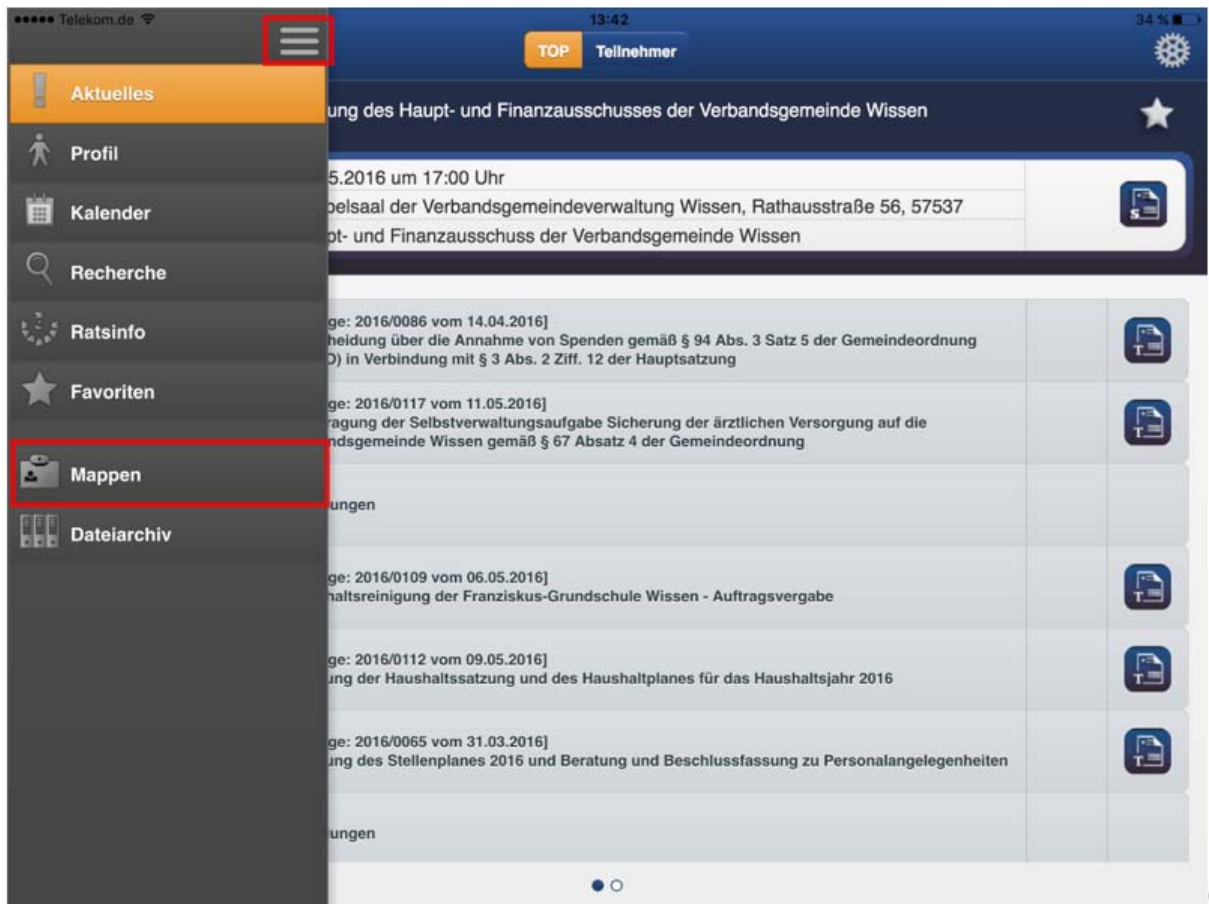 Telekom.de 13:42 34 %
TOP Teilnehmer
Aktuelles
Profil
Kalender
Recherche
Ratsinfo
Favoriten
Mappen
Dateiarchiv
ung des Haupt- und Finanzausschusses der Verbandsgemeinde Wissen
5.2016 um 17:00 Uhr
pelsaal der Verbandsgemeindeverwaltung Wissen, Rathausstraße 56, 57537
pt- und Finanzausschuss der Verbandsgemeinde Wissen
S
ge: 2016/0086 vom 14.04.2016]
heidung über die Annahme von Spenden gemäß § 94 Abs. 3 Satz 5 der Gemeindeordnung
O) in Verbindung mit § 3 Abs. 2 Ziff. 12 der Hauptsatzung
T
ge: 2016/0117 vom 11.05.2016]
ragung der Selbstverwaltungsaufgabe Sicherung der ärztlichen Versorgung auf die
ndsgemeinde Wissen gemäß § 67 Absatz 4 der Gemeindeordnung
T
ungen
ge: 2016/0109 vom 06.05.2016]
haltsreinigung der Franziskus-Grundschule Wissen - Auftragsvergabe
T
ge: 2016/0112 vom 09.05.2016]
ung der Haushaltssatzung und des Haushaltplanes für das Haushaltsjahr 2016
T
ge: 2016/0065 vom 31.03.2016]
ung des Stellenplanes 2016 und Beratung und Beschlussfassung zu Personalangelegenheiten
T
lungen